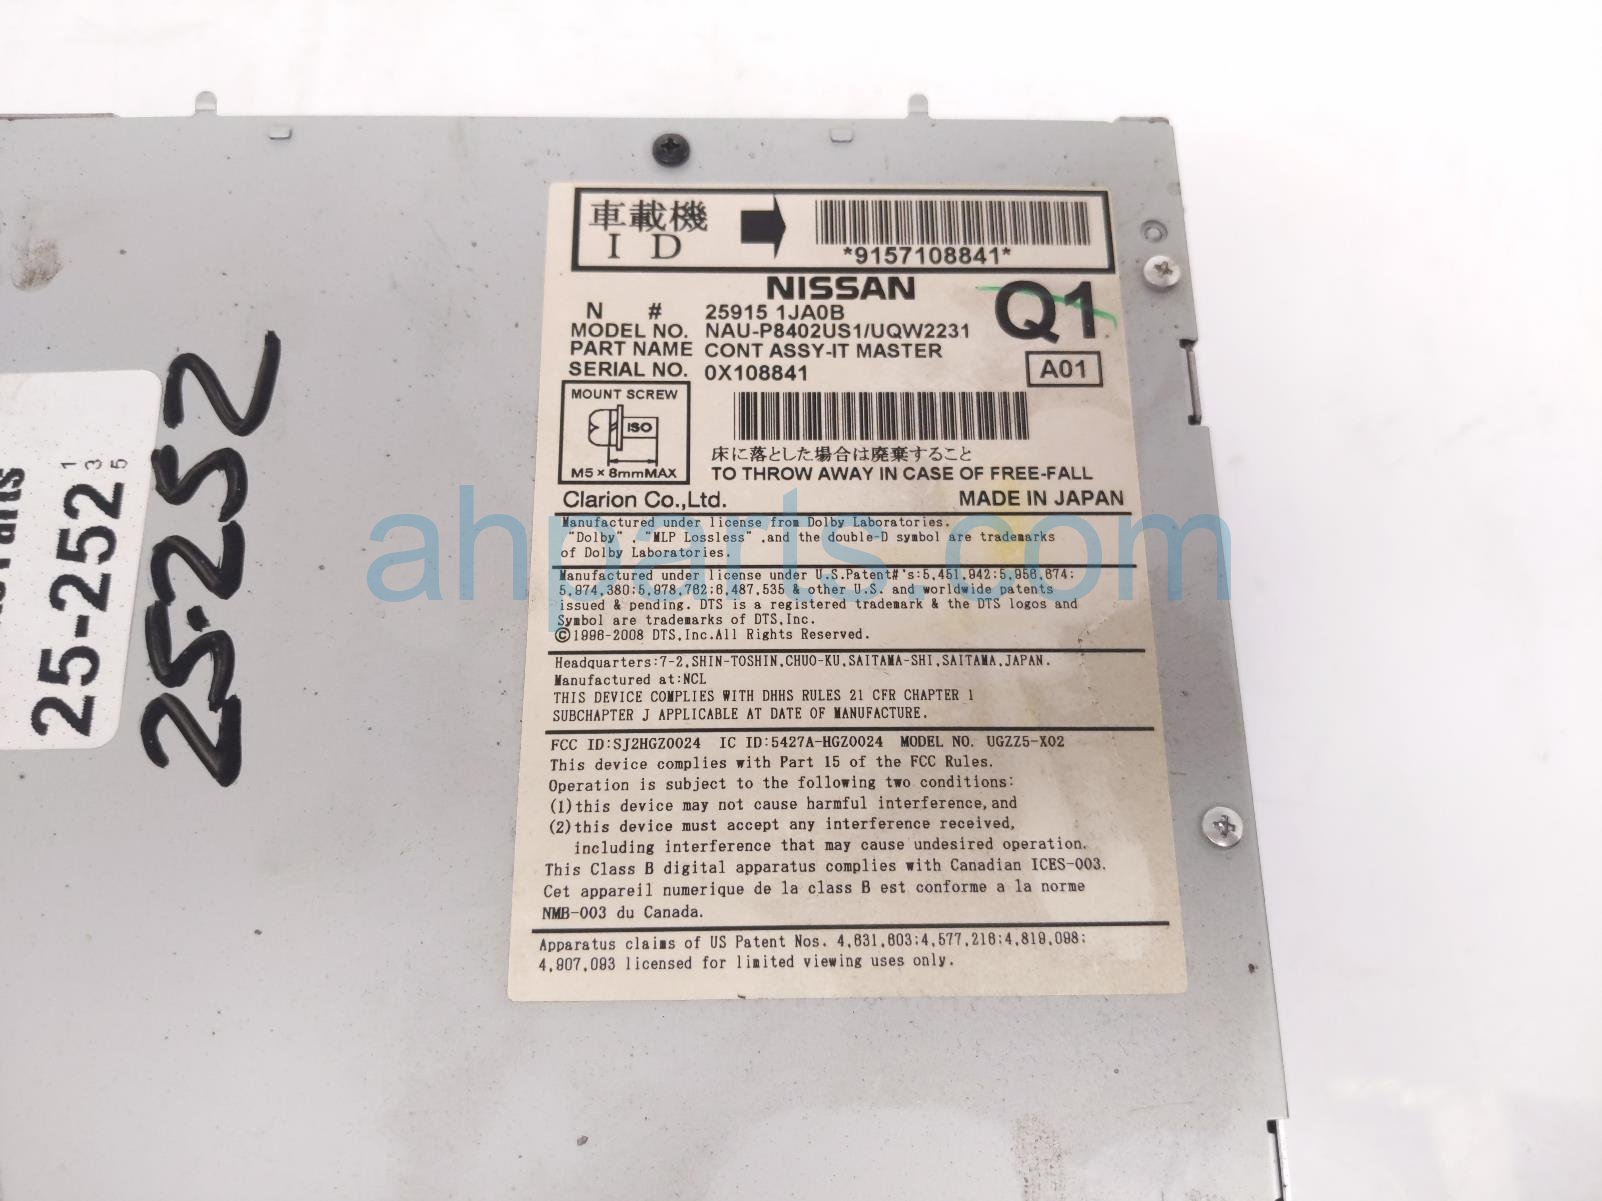 車載機
I D
*9157108841*
NISSAN
Q1
N # 25915 1JA0B
MODEL NO. NAU-P8402US1/UQW2231
PART NAME CONT ASSY-IT MASTER
SERIAL NO. 0X108841
A01
MOUNT SCREW
ISO
M5×8mmMAX
床に落とした場合は廃棄すること
TO THROW AWAY IN CASE OF FREE-FALL
Clarion Co.,Ltd. MADE IN JAPAN
Manufactured under license from Dolby Laboratories.
"Dolby", "MLP Lossless" ,and the double-D symbol are trademarks
of Dolby Laboratories.
Manufactured under license under U.S.Patent#'s:5,451,942;5,956,674;
5,974,380;5,978,762;6,487,535 & other U.S. and worldwide patents
issued & pending. DTS is a registered trademark & the DTS logos and
Symbol are trademarks of DTS,Inc.
©1996-2008 DTS,Inc.All Rights Reserved.
Headquarters:7-2,SHIN-TOSHIN,CHUO-KU,SAITAMA-SHI,SAITAMA,JAPAN.
Manufactured at:NCL
THIS DEVICE COMPLIES WITH DHHS RULES 21 CFR CHAPTER 1
SUBCHAPTER J APPLICABLE AT DATE OF MANUFACTURE.
FCC ID:SJ2HGZ0024 IC ID:5427A-HGZ0024 MODEL NO. UGZZ5-X02
This device complies with Part 15 of the FCC Rules.
Operation is subject to the following two conditions:
(1)this device may not cause harmful interference,and
(2)this device must accept any interference received,
including interference that may cause undesired operation.
This Class B digital apparatus complies with Canadian ICES-003.
Cet appareil numerique de la class B est conforme a la norme
NMB-003 du Canada.
Apparatus claims of US Patent Nos. 4,631,603;4,577,216;4,819,098;
4,907,093 licensed for limited viewing uses only.
25-252
1
3
5
25-252
ahparts.com